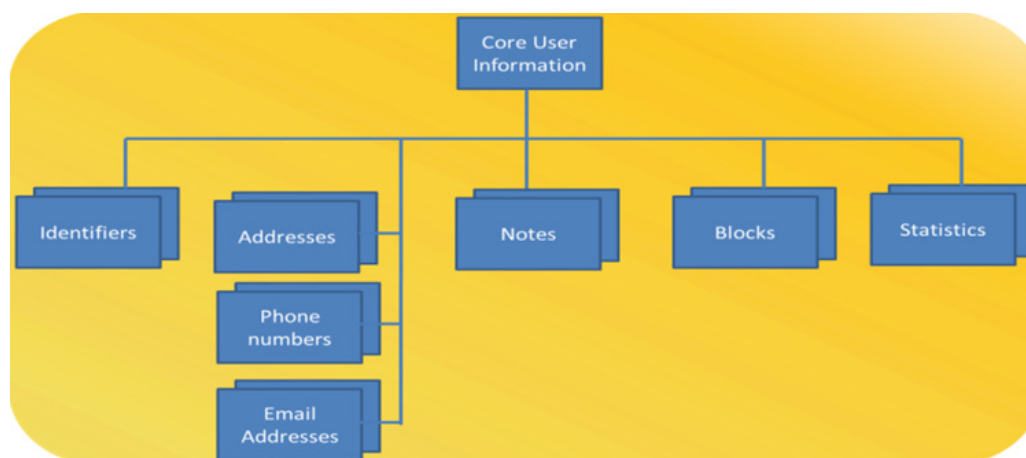 Core User
Information
Identifiers
Addresses
Notes
Blocks
Statistics
Phone
numbers
Email
Addresses